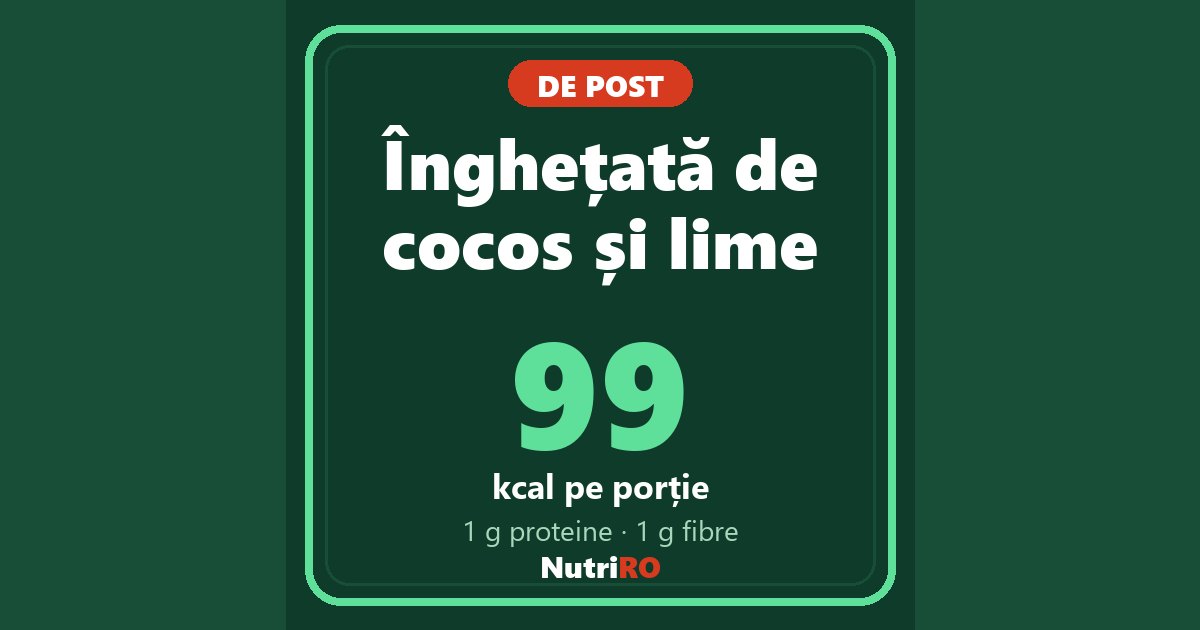 DE POST
Înghețată de
cocos și lime
99
kcal pe porție
1 g proteine · 1 g fibre
NutriRO